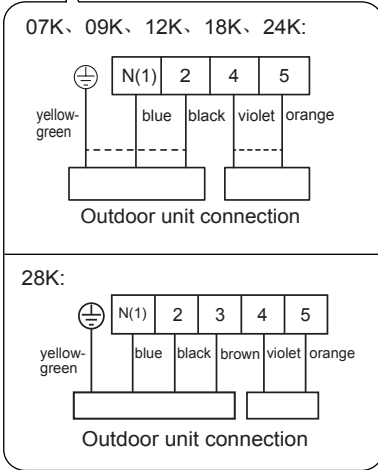 07K、09K、12K、18K、24K:
N(1) 2 4 5
yellow-
green
blue black violet orange
Outdoor unit connection
28K:
N(1) 2 3 4 5
yellow-
green
blue black brown violet orange
Outdoor unit connection